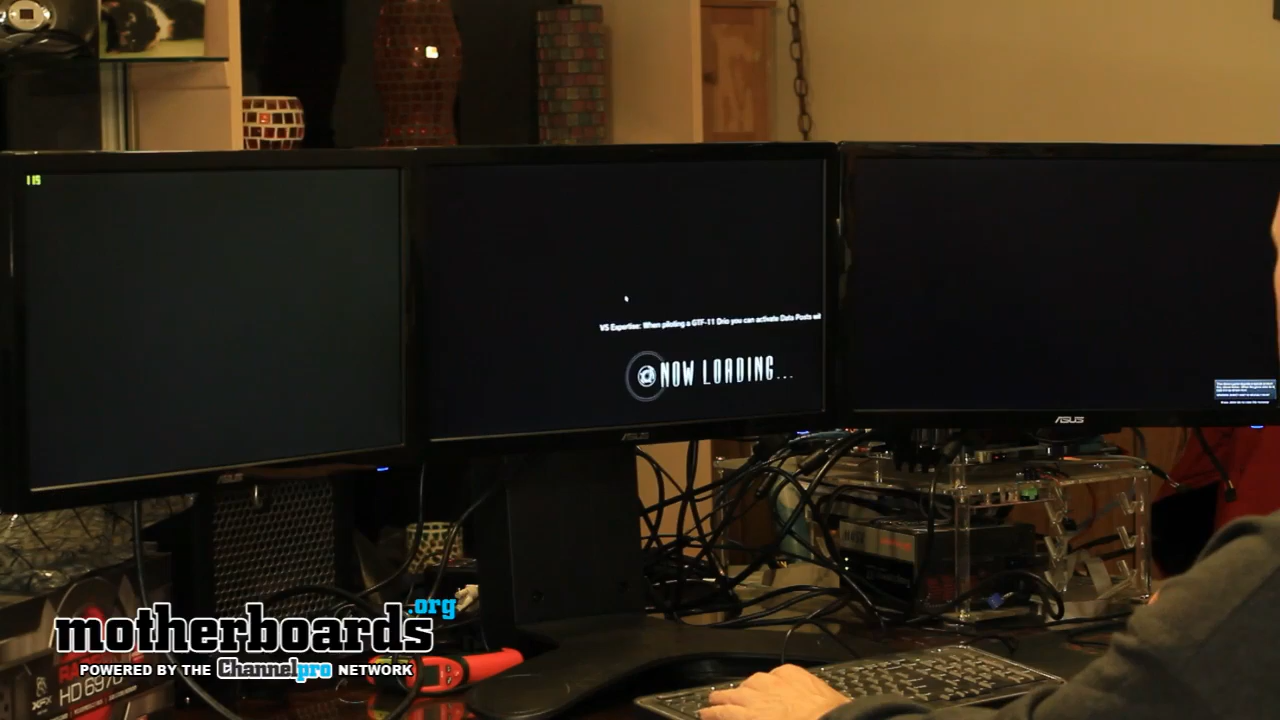 115
VS Expertise: When piloting a GTF-11 Drio you can activate Data Posts wit
NOW LOADING...
ASUS
ASUS
ASUS
motherboards.org
POWERED BY THE Channelpro NETWORK
HD 6970
XFX